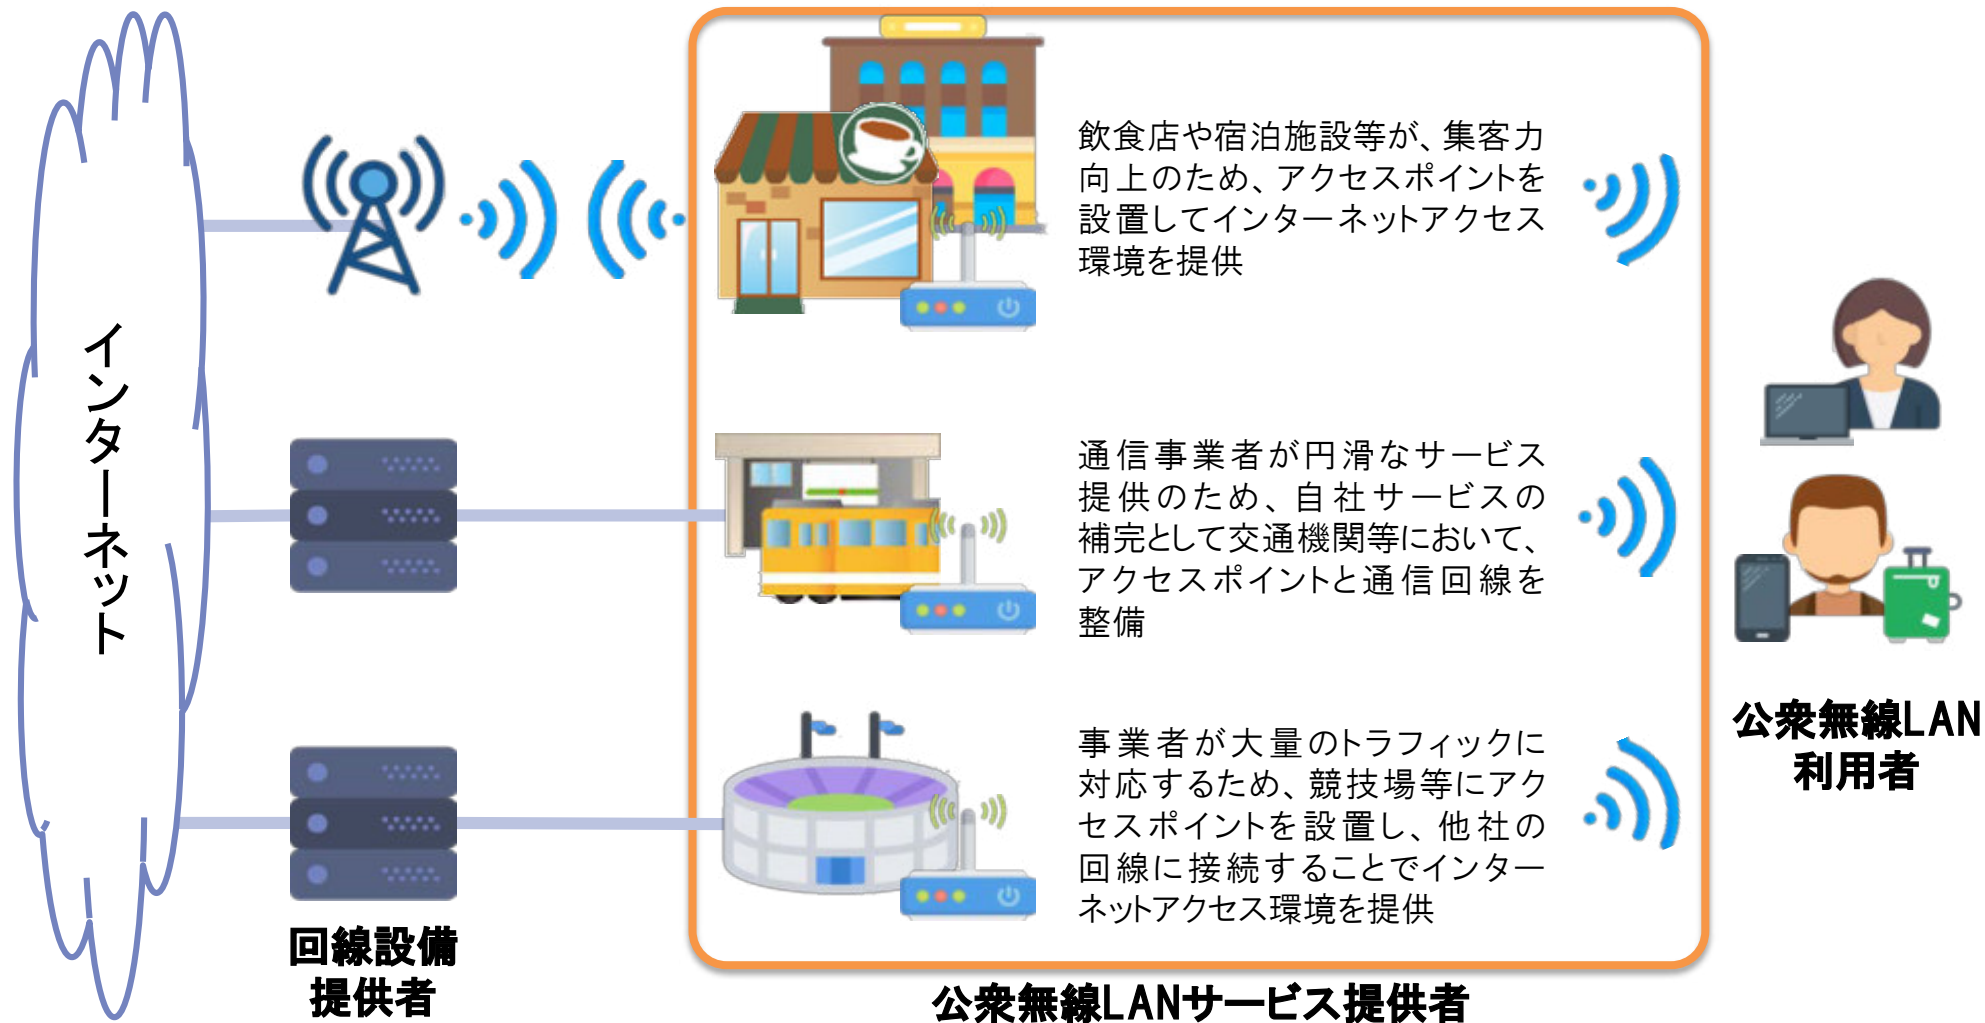 インターネット
飲食店や宿泊施設等が、集客力
向上のため、アクセスポイントを
設置してインターネットアクセス
環境を提供
通信事業者が円滑なサービス
提供のため、自社サービスの
補完として交通機関等において、
アクセスポイントと通信回線を
整備
事業者が大量のトラフィックに
対応するため、競技場等にアク
セスポイントを設置し、他社の
回線に接続することでインター
ネットアクセス環境を提供
公衆無線LAN
利用者
回線設備
提供者
公衆無線LANサービス提供者